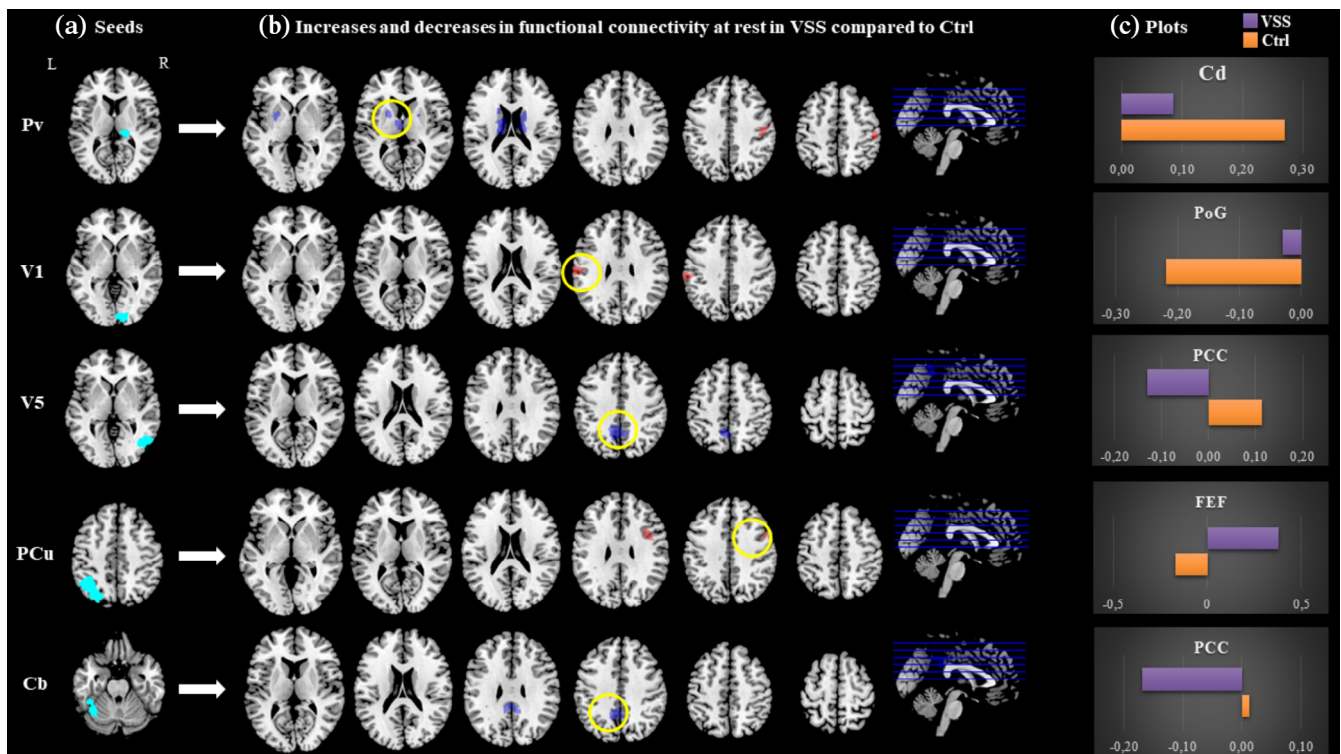 (a) Seeds
(b) Increases and decreases in functional connectivity at rest in VSS compared to Ctrl
(c) Plots
VSS
Ctrl
L
R
Pv
Cd
0,00 0,10 0,20 0,30
V1
PoG
-0,30 -0,20 -0,10 0,00
V5
PCC
-0,20 -0,10 0,00 0,10 0,20
PCu
FEF
-0,5 0 0,5
Cb
PCC
-0,20 -0,10 0,00 0,10